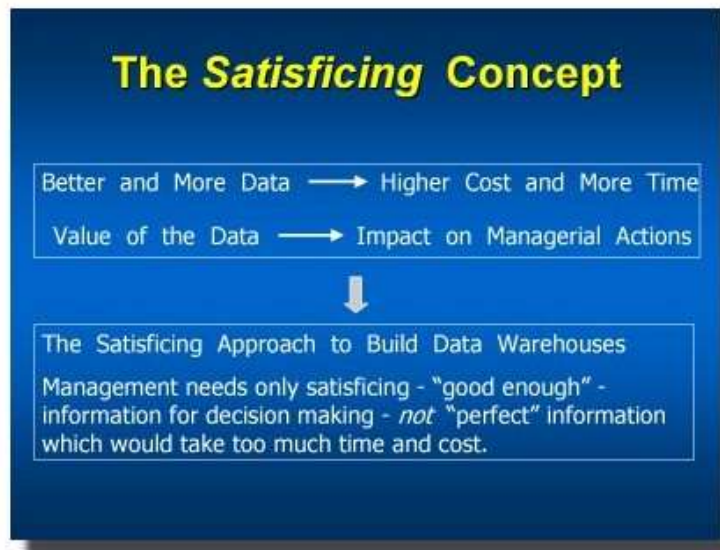 The Satisficing Concept
Better and More Data → Higher Cost and More Time
Value of the Data → Impact on Managerial Actions
The Satisficing Approach to Build Data Warehouses
Management needs only satisficing - “good enough” -
information for decision making - not “perfect” information
which would take too much time and cost.